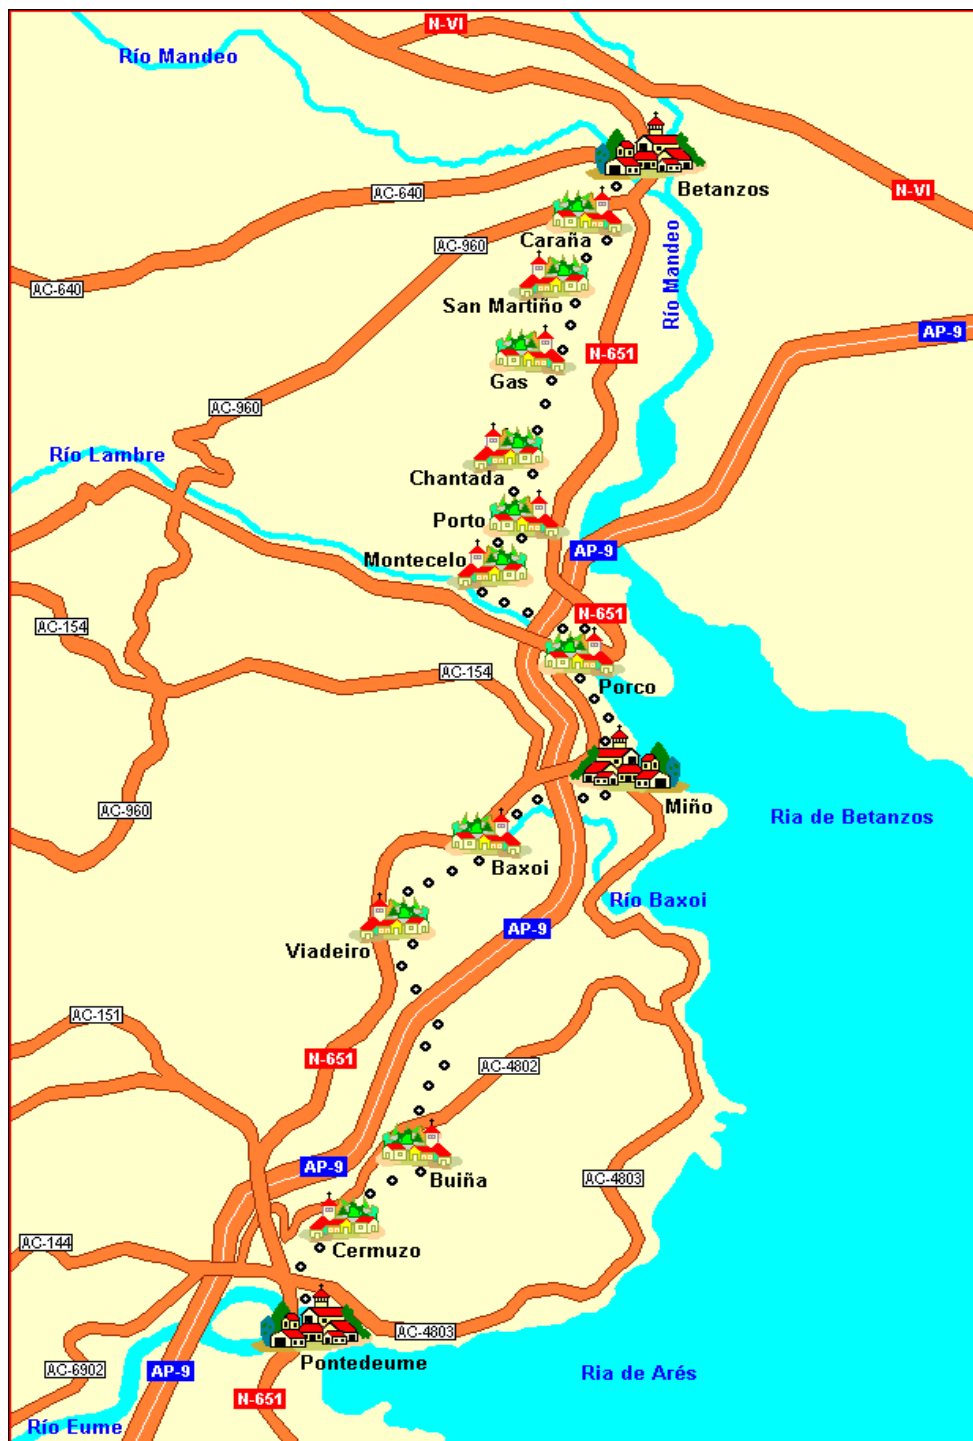 N-VI
Río Mandeo
Betanzos
N-VI
AC-640
Caraña
AC-960
Río Mandeo
AC-640
San Martiño
AP-9
N-651
Gas
AC-960
Río Lambre
Chantada
Porto
AP-9
Montecelo
N-651
AC-154
AC-154
Porco
Miño
AC-960
Ria de Betanzos
Baxoi
Río Baxoi
AP-9
Viadeiro
AC-151
N-651
AC-4802
AP-9
Buiña
AC-4803
AC-144
Cermuzo
AC-4803
Pontedeume
AC-6902
AP-9
Ria de Arés
N-651
Río Eume